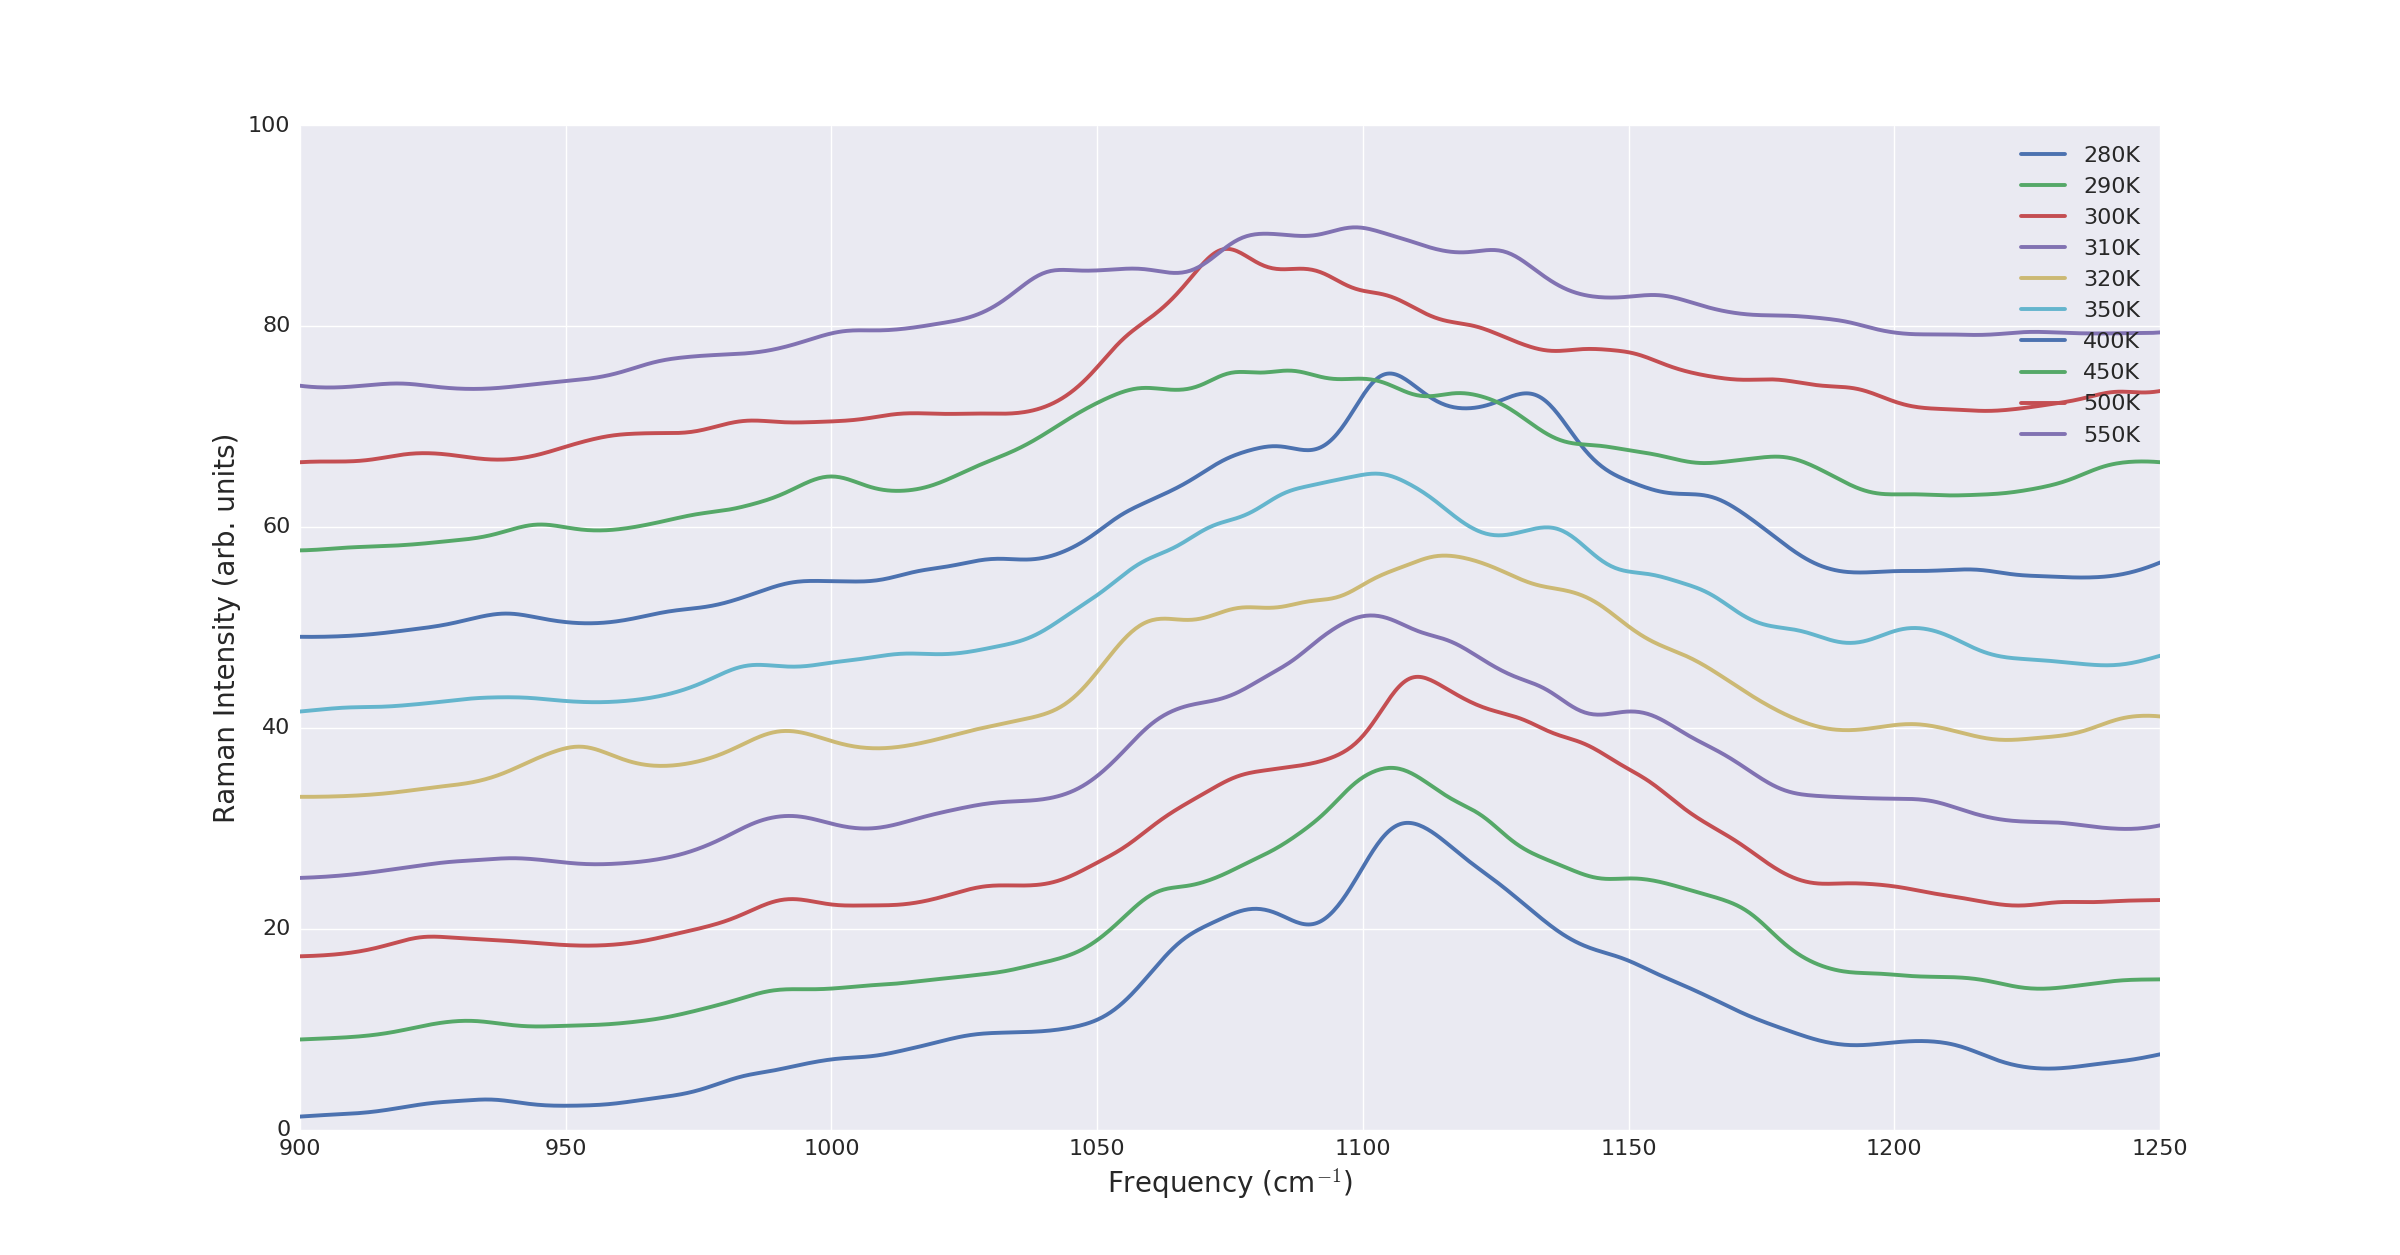 100
80
60
40
20
0
Raman Intensity (arb. units)
280K
290K
300K
310K
320K
350K
400K
450K
500K
550K
900 950 1000 1050 1100 1150 1200 1250
Frequency (cm⁻¹)